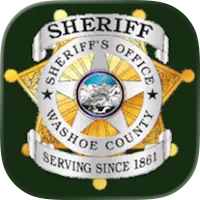 SHERIFF
SHERIFF'S OFFICE
WASHOE COUNTY
SERVING SINCE 1861